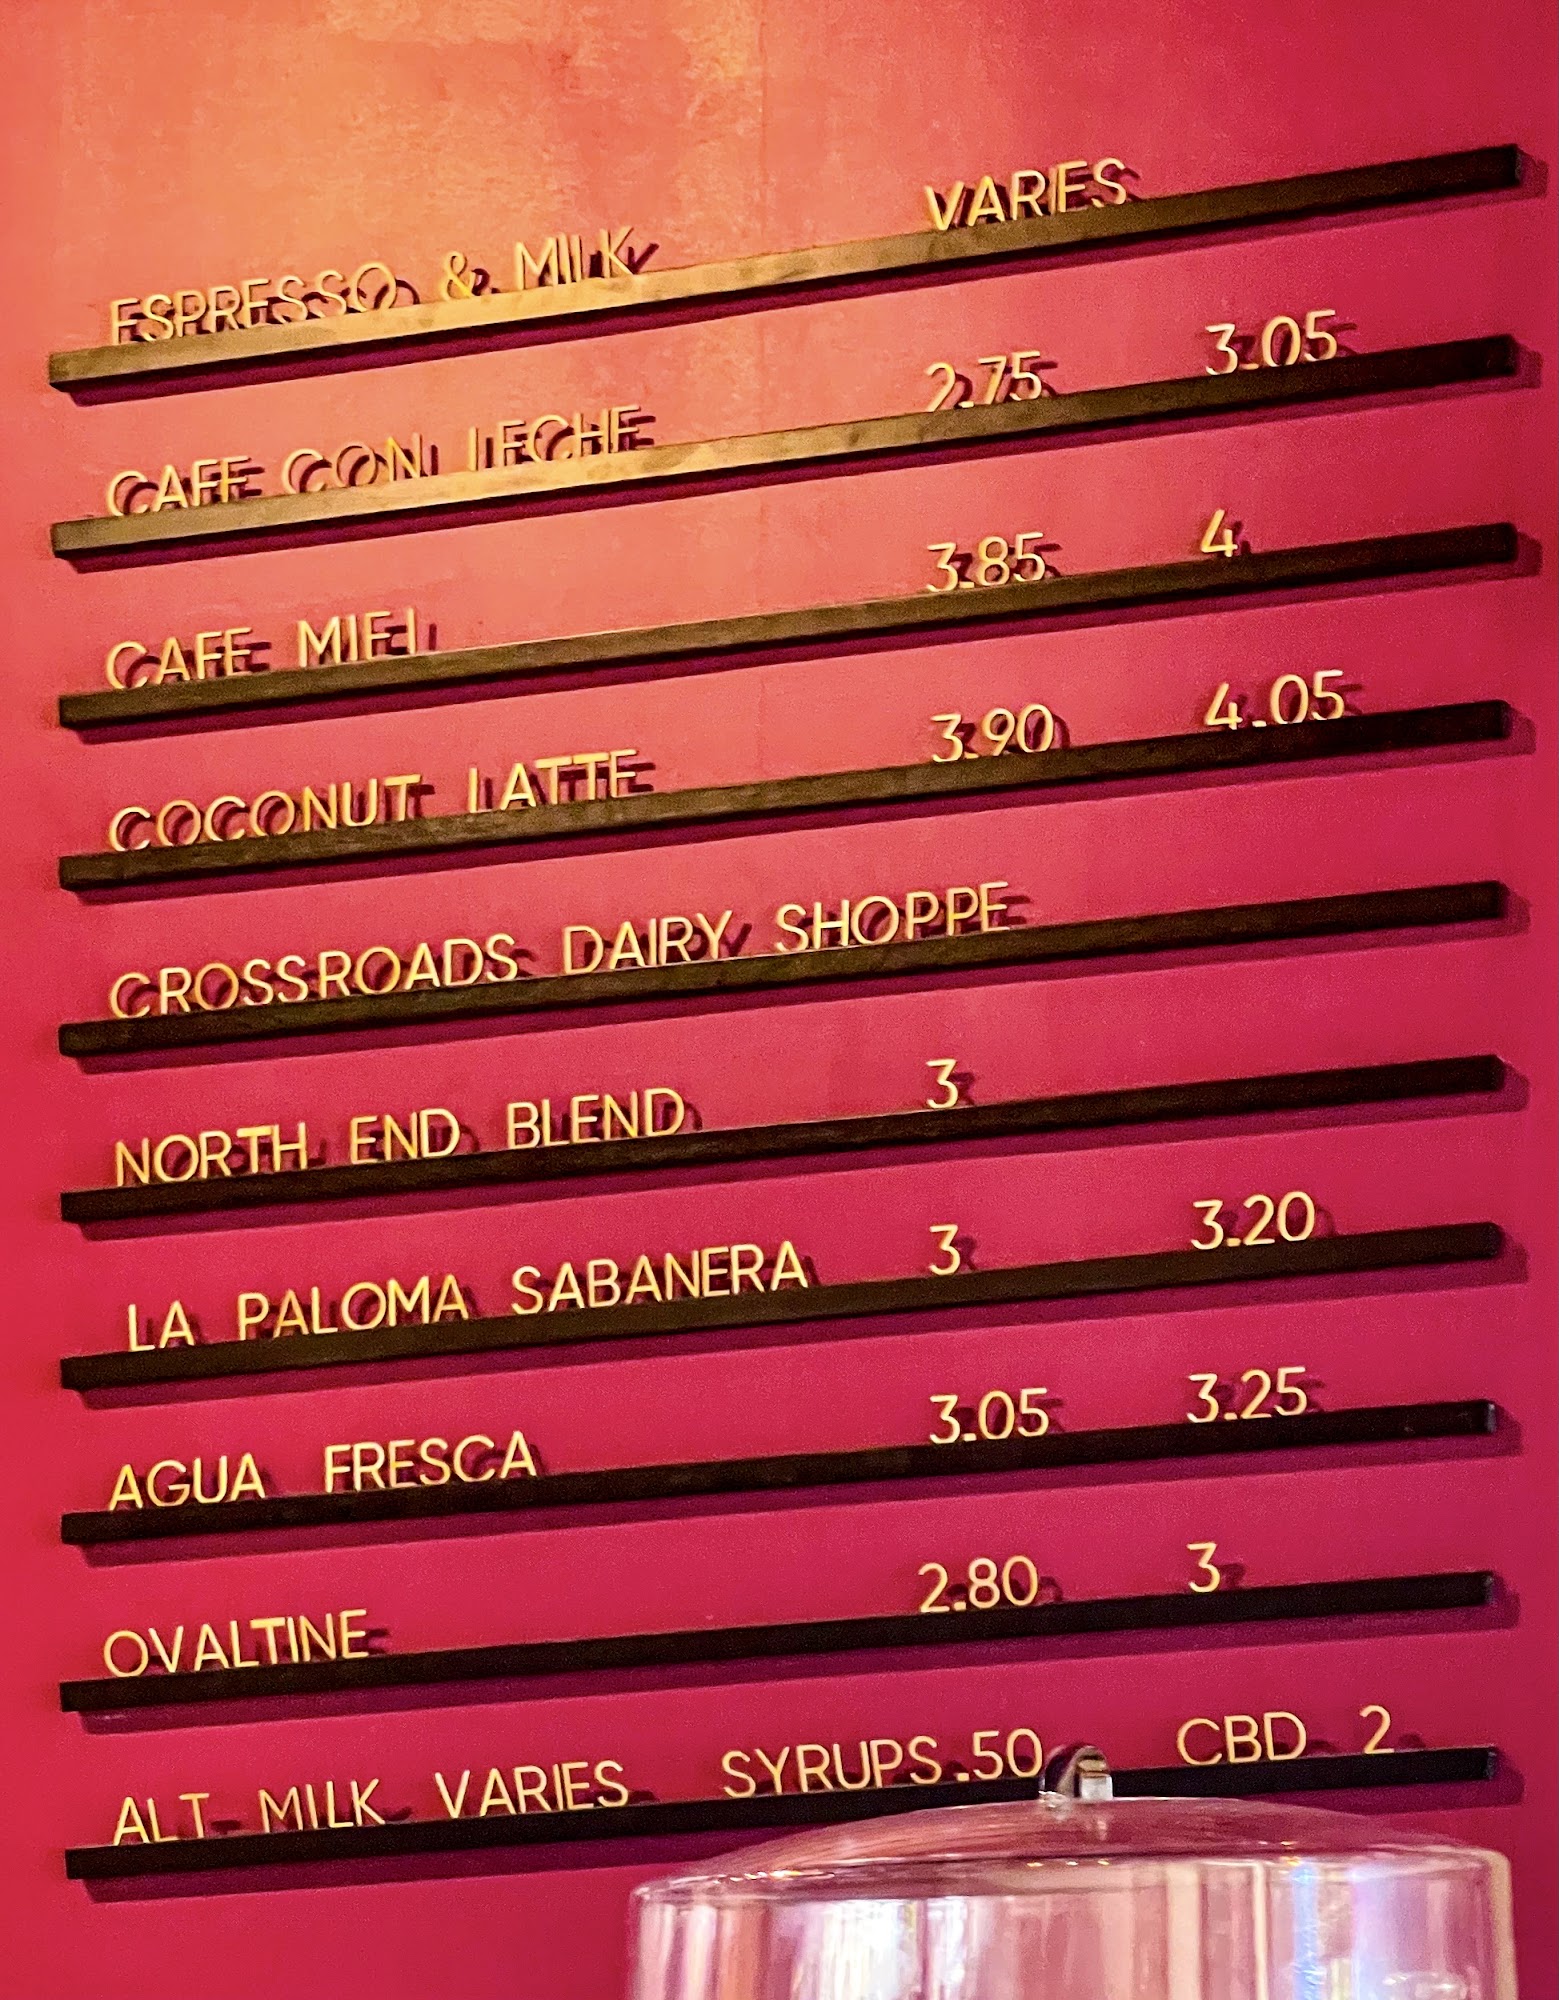 ESPRESSO & MILK VARIES
CAFE CON LECHE 2.75 3.05
CAFE MIEL 3.85 4
COCONUT LATTE 3.90 4.05
CROSSROADS DAIRY SHOPPE
NORTH END BLEND 3
LA PALOMA SABANERA 3 3.20
AGUA FRESCA 3.05 3.25
OVALTINE 2.80 3
ALT-MILK VARIES SYRUPS .50 CBD 2